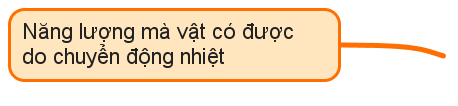 Năng lượng mà vật có được
do chuyển động nhiệt